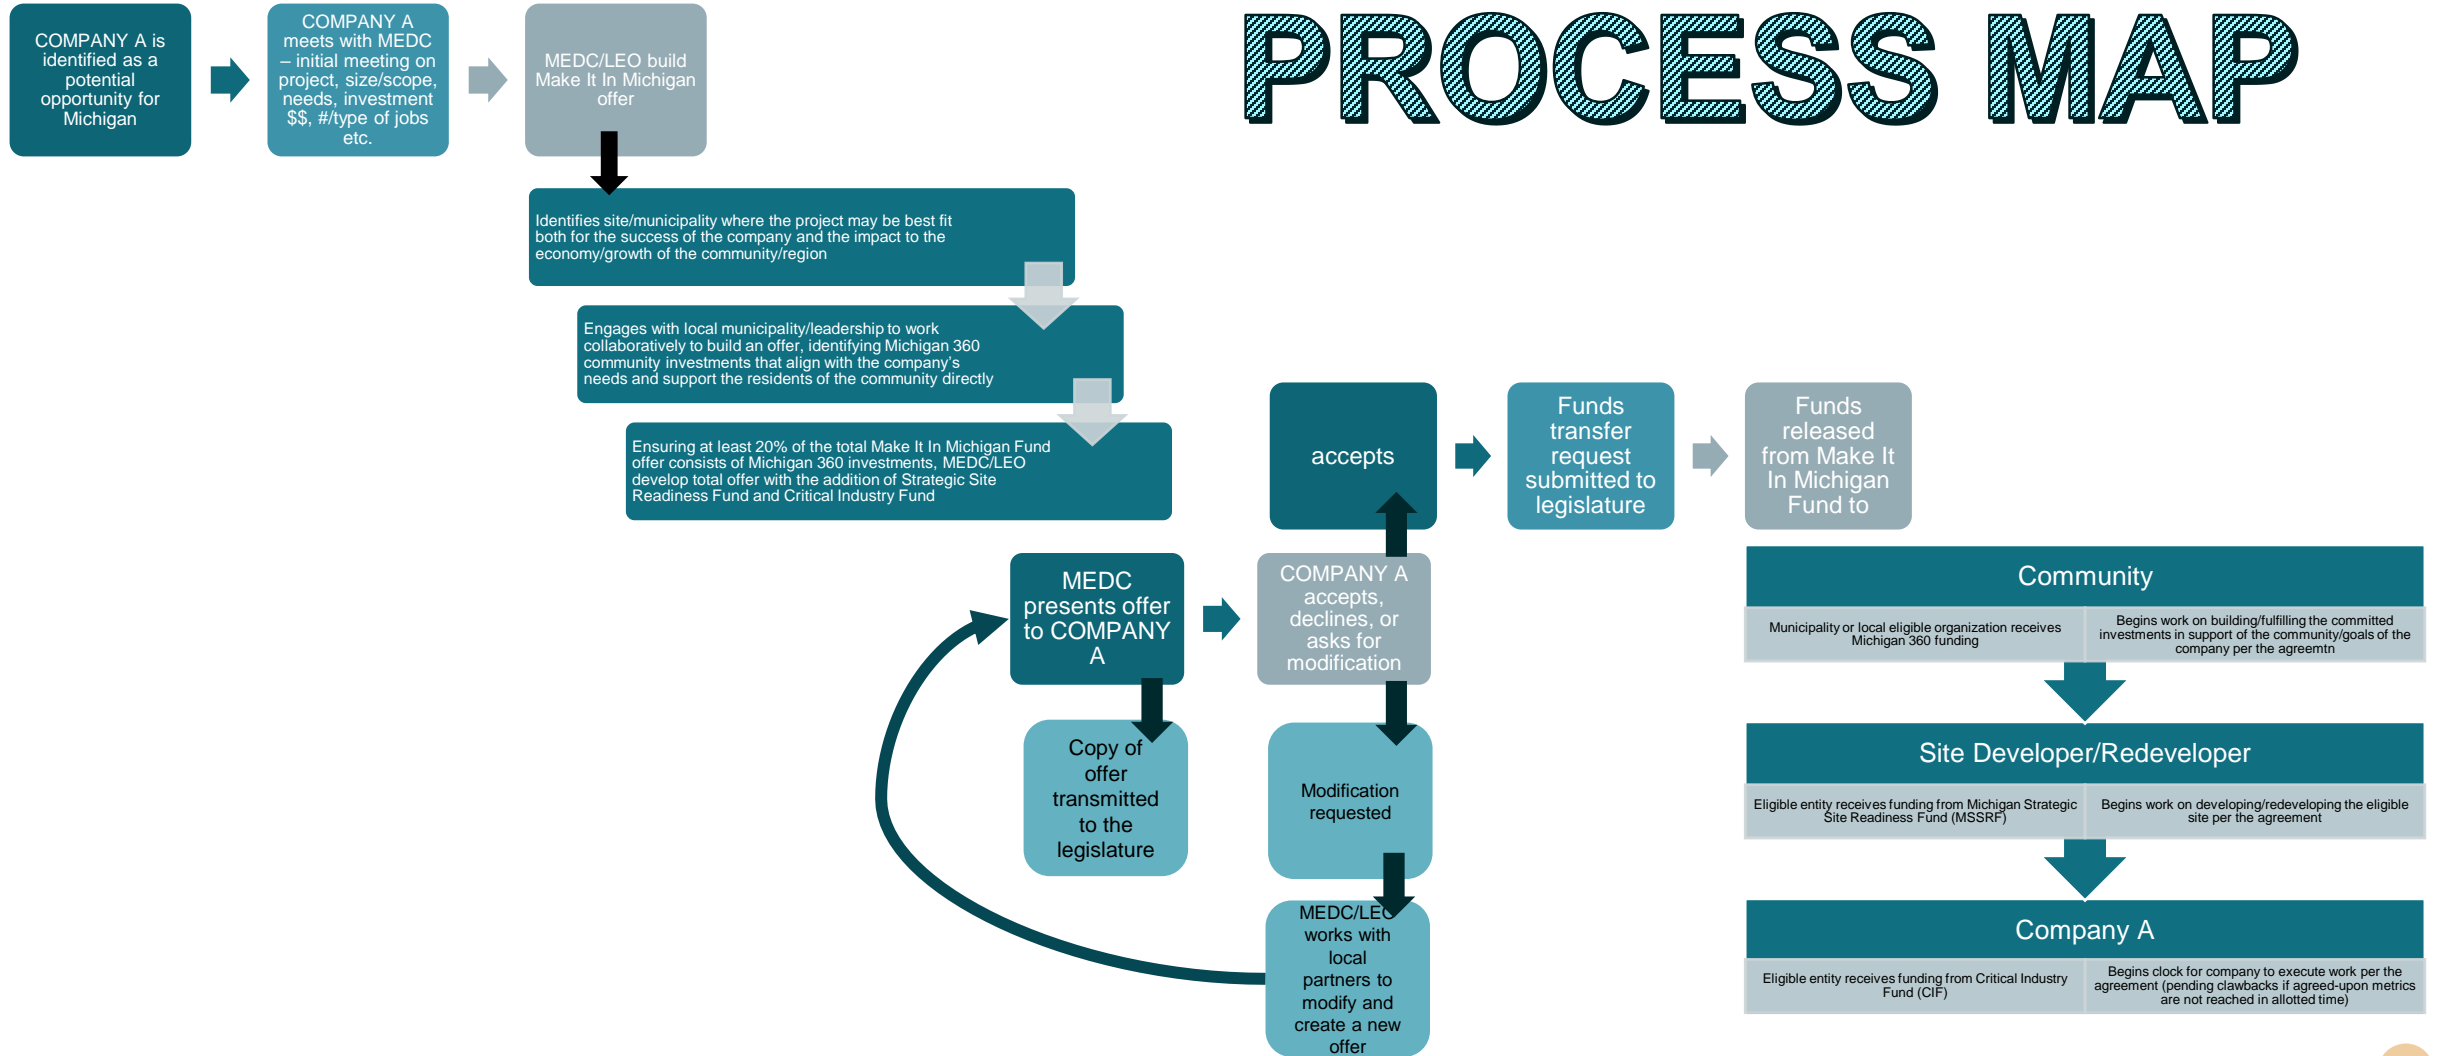 PROCESS MAP
COMPANY A is
identified as a
potential
opportunity for
Michigan
COMPANY A
meets with MEDC
– initial meeting on
project, size/scope,
needs, investment
$$, #/type of jobs
etc.
MEDC/LEO build
Make It In Michigan
offer
Identifies site/municipality where the project may be best fit
both for the success of the company and the impact to the
economy/growth of the community/region
Engages with local municipality/leadership to work
collaboratively to build an offer, identifying Michigan 360
community investments that align with the company's
needs and support the residents of the community directly
Ensuring at least 20% of the total Make It In Michigan Fund
offer consists of Michigan 360 investments, MEDC/LEO
develop total offer with the addition of Strategic Site
Readiness Fund and Critical Industry Fund
MEDC
presents offer
to COMPANY
A
Copy of
offer
transmitted
to the
legislature
COMPANY A
accepts,
declines, or
asks for
modification
accepts
Funds
transfer
request
submitted to
legislature
Funds
released
from Make It
In Michigan
Fund to
Modification
requested
MEDC/LEO
works with
local
partners to
modify and
create a new
offer
Community
Municipality or local eligible organization receives
Michigan 360 funding
Begins work on building/fulfilling the committed
investments in support of the community/goals of the
company per the agreemtn
Site Developer/Redeveloper
Eligible entity receives funding from Michigan Strategic
Site Readiness Fund (MSSRF)
Begins work on developing/redeveloping the eligible
site per the agreement
Company A
Eligible entity receives funding from Critical Industry
Fund (CIF)
Begins clock for company to execute work per the
agreement (pending clawbacks if agreed-upon metrics
are not reached in allotted time)